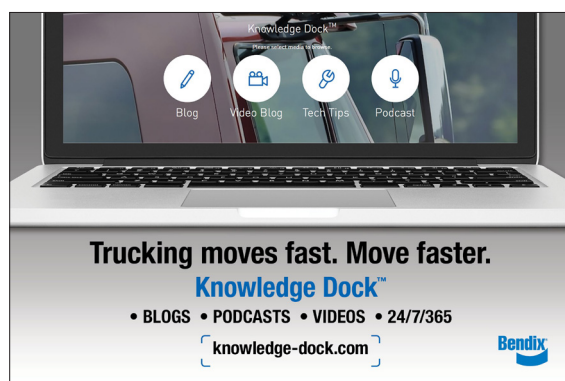 Knowledge Dock™
Please select media to browse.
Blog
Video Blog
Tech Tips
Podcast
Trucking moves fast. Move faster.
Knowledge Dock™
• BLOGS • PODCASTS • VIDEOS • 24/7/365
knowledge-dock.com
Bendix